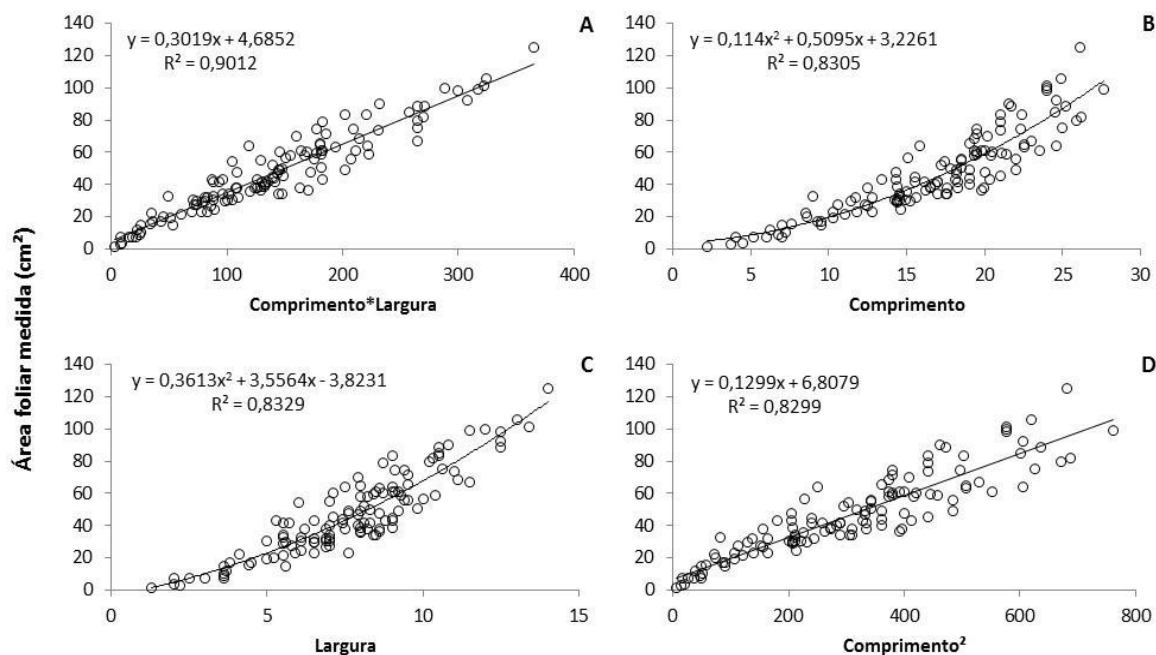 Área foliar medida (cm²)
A
y = 0,3019x + 4,6852
R² = 0,9012
140
120
100
80
60
40
20
0
0 100 200 300 400
Comprimento*Largura
B
y = 0,114x² + 0,5095x + 3,2261
R² = 0,8305
140
120
100
80
60
40
20
0
0 5 10 15 20 25 30
Comprimento
C
y = 0,3613x² + 3,5564x - 3,8231
R² = 0,8329
140
120
100
80
60
40
20
0
0 5 10 15
Largura
D
y = 0,1299x + 6,8079
R² = 0,8299
140
120
100
80
60
40
20
0
0 200 400 600 800
Comprimento²